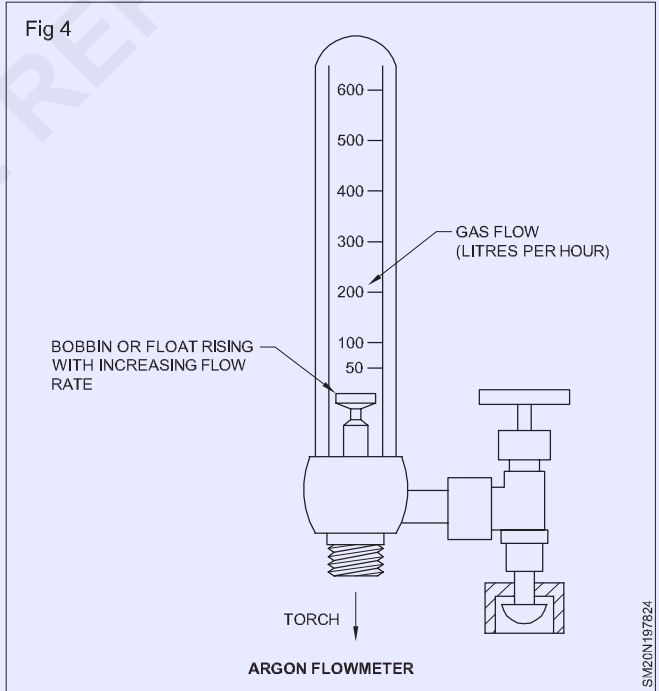 Fig 4
600
500
400
300
GAS FLOW
(LITRES PER HOUR)
200
100
50
BOBBIN OR FLOAT RISING
WITH INCREASING FLOW
RATE
TORCH
ARGON FLOWMETER
SM20N197824